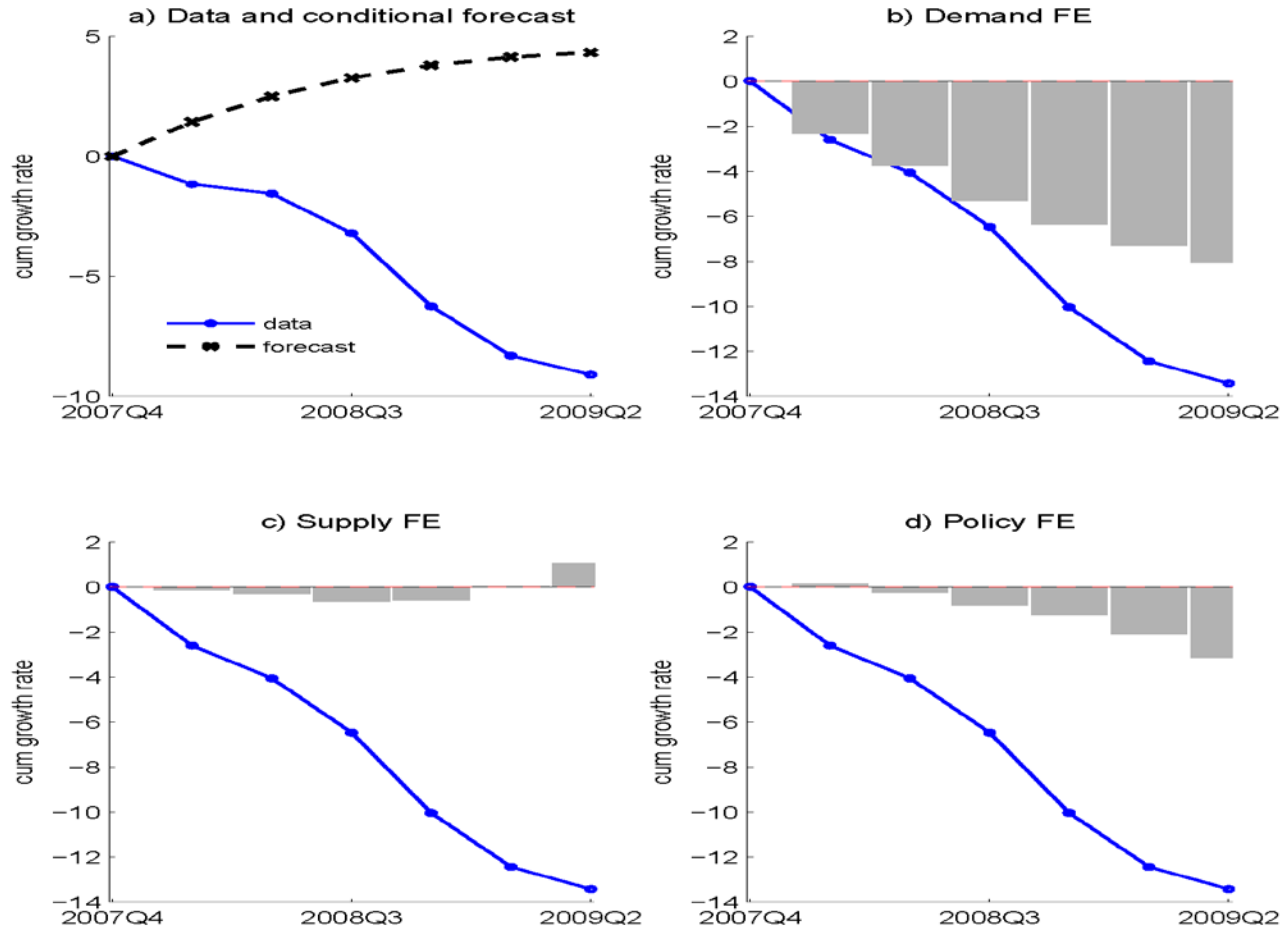 a) Data and conditional forecast
5
0
−5
−10
cum growth rate
data
forecast
2007Q4
2008Q3
2009Q2
b) Demand FE
2
0
−2
−4
−6
−8
−10
−12
−14
cum growth rate
2007Q4
2008Q3
2009Q2
c) Supply FE
2
0
−2
−4
−6
−8
−10
−12
−14
cum growth rate
2007Q4
2008Q3
2009Q2
d) Policy FE
2
0
−2
−4
−6
−8
−10
−12
−14
cum growth rate
2007Q4
2008Q3
2009Q2